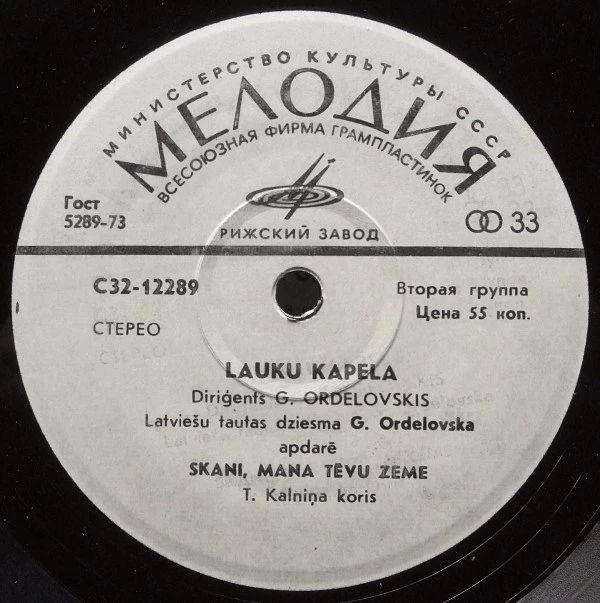 МИНИСТЕРСТВО КУЛЬТУРЫ СССР
МЕЛОДИЯ
ВСЕСОЮЗНАЯ ФИРМА ГРАМПЛАСТИНОК
Гост
5289-73
33
РИЖСКИЙ ЗАВОД
С32-12289
Вторая группа
Цена 55 коп.
СТЕРЕО
LAUKU KAPELA
Diriģents G. ORDELOVSKIS
Latviešu tautas dziesma G. Ordelovska
apdarē
SKANI, MANA TĒVU ZEME
T. Kalniņa koris